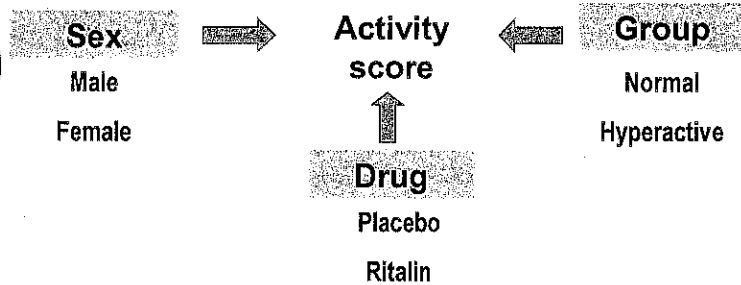 Sex
Male
Female
Activity
score
Group
Normal
Hyperactive
Drug
Placebo
Ritalin